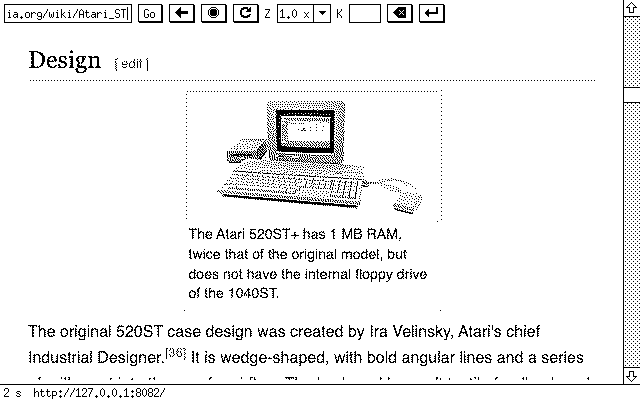 ia.org/wiki/Atari_ST Go Z 1.0 x K
Design [ edit ]
The Atari 520ST+ has 1 MB RAM,
twice that of the original model, but
does not have the internal floppy drive
of the 1040ST.
The original 520ST case design was created by Ira Velinsky, Atari's chief
Industrial Designer.[36] It is wedge-shaped, with bold angular lines and a series
2 s http://127.0.0.1:8082/